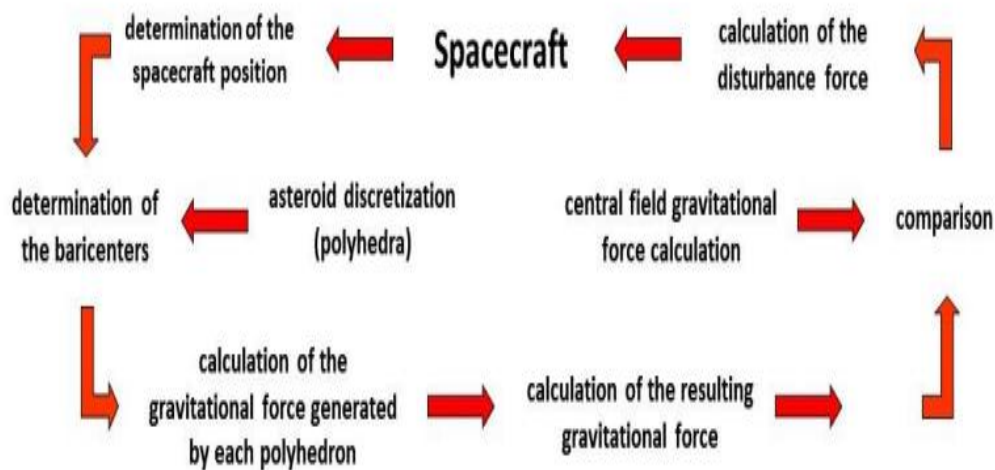 determination of the
spacecraft position
Spacecraft
calculation of the
disturbance force
determination of
the baricenters
asteroid discretization
(polyhedra)
central field gravitational
force calculation
comparison
calculation of the
gravitational force generated
by each polyhedron
calculation of the resulting
gravitational force